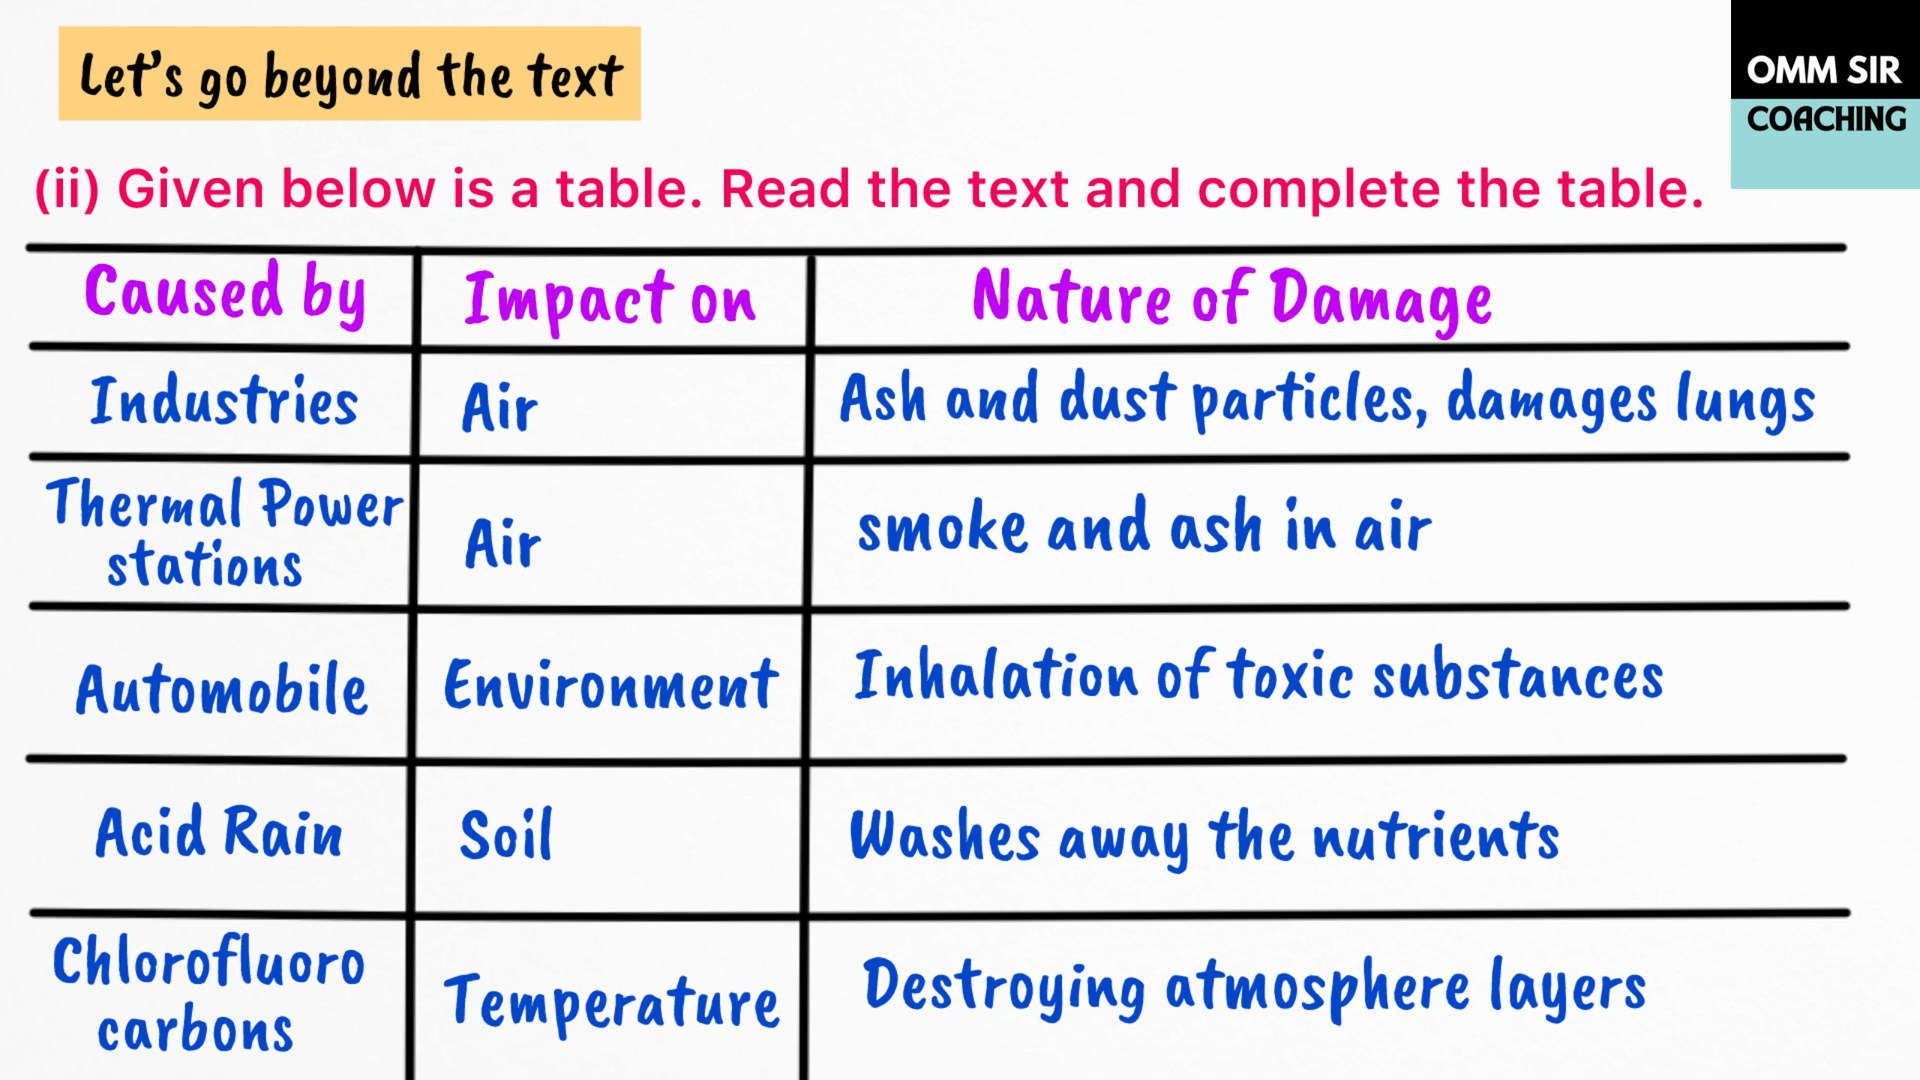 Let's go beyond the text
OMM SIR
COACHING
(ii) Given below is a table. Read the text and complete the table.
Caused by Impact on Nature of Damage
Industries Air Ash and dust particles, damages lungs
Thermal Power
stations Air smoke and ash in air
Automobile Environment Inhalation of toxic substances
Acid Rain Soil Washes away the nutrients
Chlorofluoro
carbons Temperature Destroying atmosphere layers